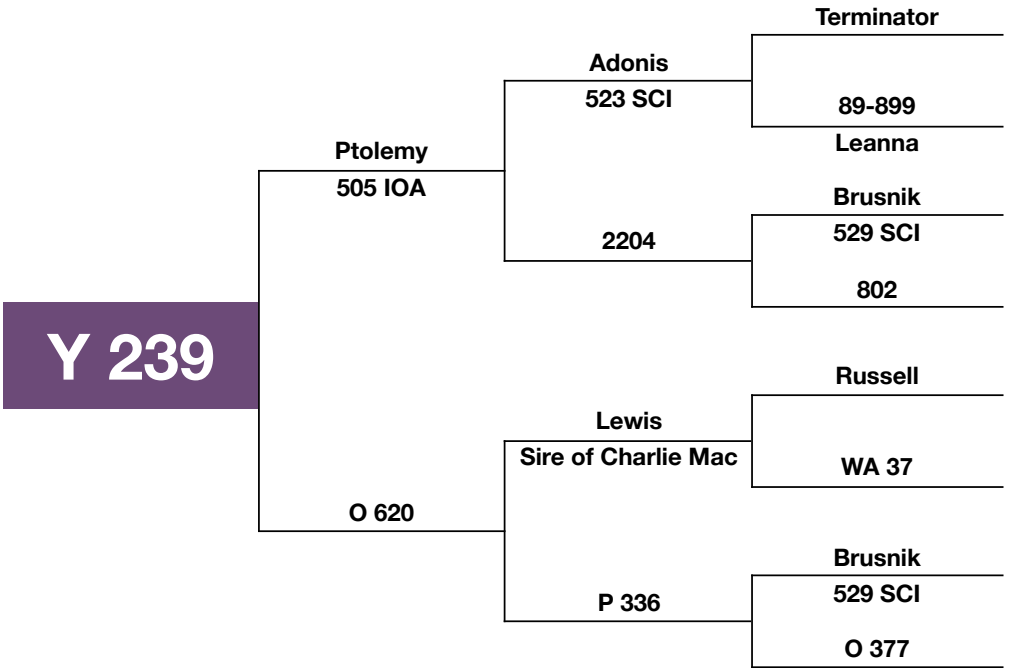 Terminator
Adonis
523 SCI
89-899
Leanna
Ptolemy
505 IOA
Brusnik
529 SCI
2204
802
Y 239
Russell
Lewis
Sire of Charlie Mac
WA 37
O 620
Brusnik
529 SCI
P 336
O 377